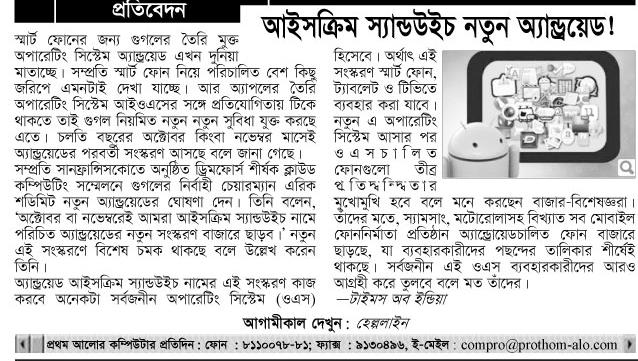 প্রতিবেদন
আইসক্রিম স্যান্ডউইচ নতুন অ্যান্ড্রয়েড!
স্মার্ট ফোনের জন্য গুগলের তৈরি মুক্ত
অপারেটিং সিস্টেম অ্যান্ড্রয়েড এখন দুনিয়া
মাতাচ্ছে। সম্প্রতি স্মার্ট ফোন নিয়ে পরিচালিত বেশ কিছু
জরিপে এমনটাই দেখা যাচ্ছে। আর অ্যাপলের তৈরি
অপারেটিং সিস্টেম আইওএসের সঙ্গে প্রতিযোগিতায় টিকে
থাকতে তাই গুগল নিয়মিত নতুন নতুন সুবিধা যুক্ত করছে
এতে। চলতি বছরের অক্টোবর কিংবা নভেম্বর মাসেই
অ্যান্ড্রয়েডের পরবর্তী সংস্করণ আসছে বলে জানা গেছে।
সম্প্রতি সানফ্রান্সিসকোতে অনুষ্ঠিত ড্রিমফোর্স শীর্ষক ক্লাউড
কম্পিউটিং সম্মেলনে গুগলের নির্বাহী চেয়ারম্যান এরিক
শডিমিট নতুন অ্যান্ড্রয়েডের ঘোষণা দেন। তিনি বলেন,
‘অক্টোবর বা নভেম্বরেই আমরা আইসক্রিম স্যান্ডউইচ নামে
পরিচিত অ্যান্ড্রয়েডের নতুন সংস্করণ বাজারে ছাড়ব।’ নতুন
এই সংস্করণে বিশেষ চমক থাকছে বলে উল্লেখ করেন
তিনি।
অ্যান্ড্রয়েড আইসক্রিম স্যান্ডউইচ নামের এই সংস্করণ কাজ
করবে অনেকটা সর্বজনীন অপারেটিং সিস্টেম (ওএস)
হিসেবে। অর্থাৎ এই
সংস্করণ স্মার্ট ফোন,
ট্যাবলেট ও টিভিতে
ব্যবহার করা যাবে।
নতুন এ অপারেটিং
সিস্টেম আসার পর
ওএসচালিত
ফোনগুলো তীব্র
প্রতিদ্বন্দ্বিতার
মুখোমুখি হবে বলে মনে করছেন বাজার-বিশেষজ্ঞরা।
তাঁদের মতে, স্যামসাং, মটোরোলাসহ বিখ্যাত সব মোবাইল
ফোননির্মাতা প্রতিষ্ঠান অ্যান্ড্রোয়েডচালিত ফোন বাজারে
ছাড়ছে, যা ব্যবহারকারীদের পছন্দের তালিকার শীর্ষেই
থাকছে। সর্বজনীন এই ওএস ব্যবহারকারীদের আরও
আগ্রহী করে তুলবে বলে মত তাঁদের।
—টাইমস অব ইন্ডিয়া
আগামীকাল দেখুন : হেল্পলাইন
প্রথম আলোর কম্পিউটার প্রতিদিন : ফোন : ৮১১০০৭৮-৮১; ফ্যাক্স : ৯১৩০৪৯৬, ই-মেইল : compro@prothom-alo.com